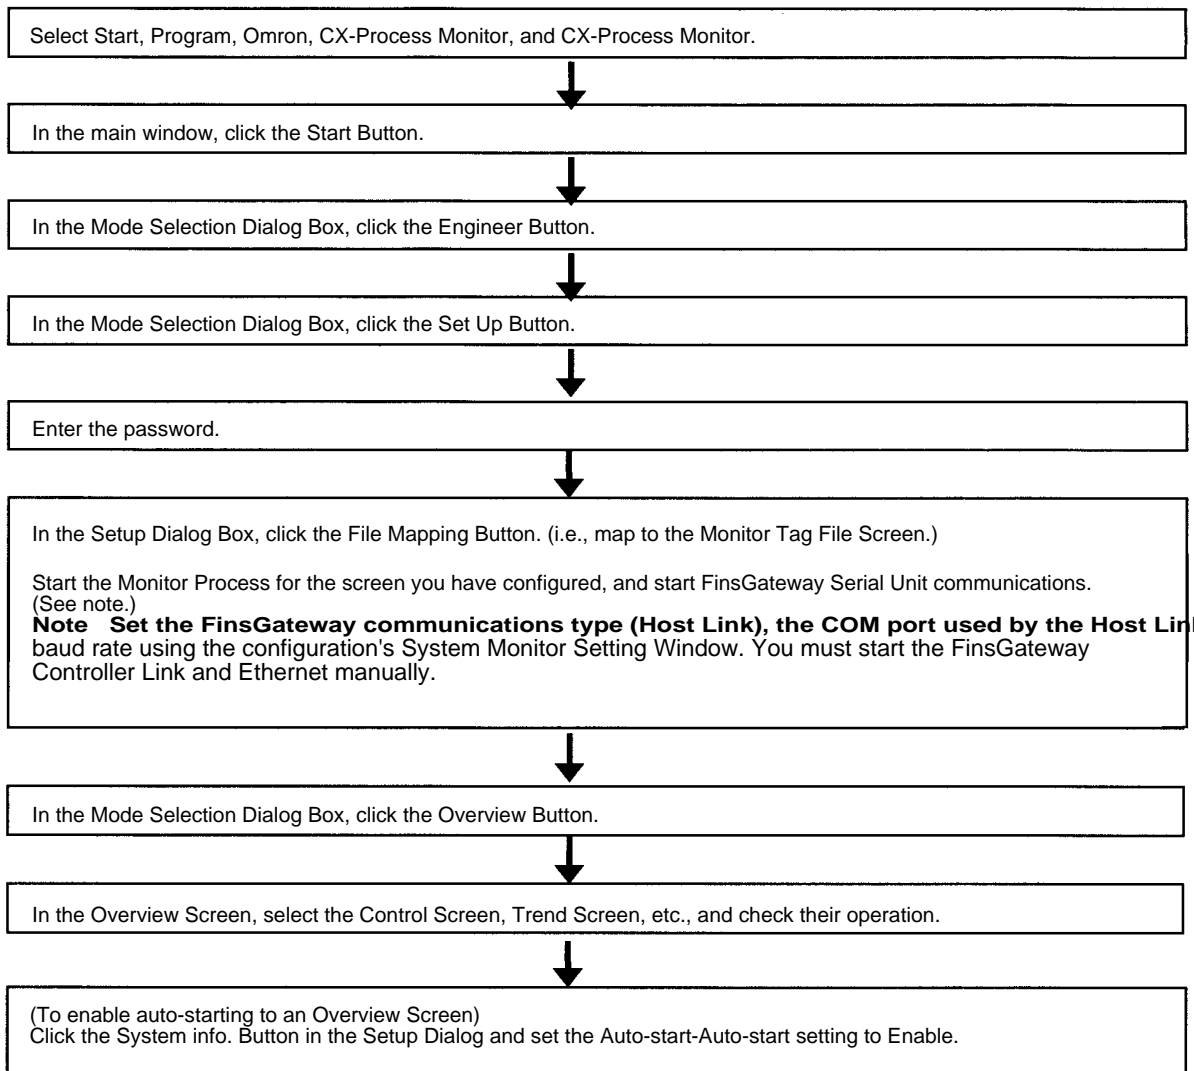 Select Start, Program, Omron, CX-Process Monitor, and CX-Process Monitor.
In the main window, click the Start Button.
In the Mode Selection Dialog Box, click the Engineer Button.
In the Mode Selection Dialog Box, click the Set Up Button.
Enter the password.
In the Setup Dialog Box, click the File Mapping Button. (i.e., map to the Monitor Tag File Screen.)
Start the Monitor Process for the screen you have configured, and start FinsGateway Serial Unit communications.
(See note.)
Note Set the FinsGateway communications type (Host Link), the COM port used by the Host Lin
baud rate using the configuration's System Monitor Setting Window. You must start the FinsGateway
Controller Link and Ethernet manually.
In the Mode Selection Dialog Box, click the Overview Button.
In the Overview Screen, select the Control Screen, Trend Screen, etc., and check their operation.
(To enable auto-starting to an Overview Screen)
Click the System info. Button in the Setup Dialog and set the Auto-start-Auto-start setting to Enable.